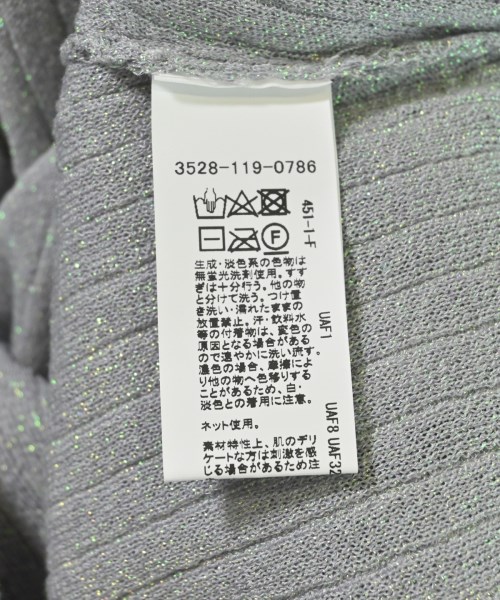 3528-119-0786
451-I-F
F
生成・淡色系の色物は
無蛍光洗剤使用。すす
ぎは十分行う。他の物
と分けて洗う。つけ置
き洗い・濡れたままの
放置禁止。汗・飲料水
等の付着物は、変色の
原因となる場合がある
ので速やかに洗い流す。
濃色の場合、摩擦によ
り他の物へ色移りする
ことがあるため、白・
淡色との着用に注意。
UAF1
ネット使用。
素材特性上、肌のデリ
ケートな方は刺激を感
じる場合があるため注
UAF8 UAF32